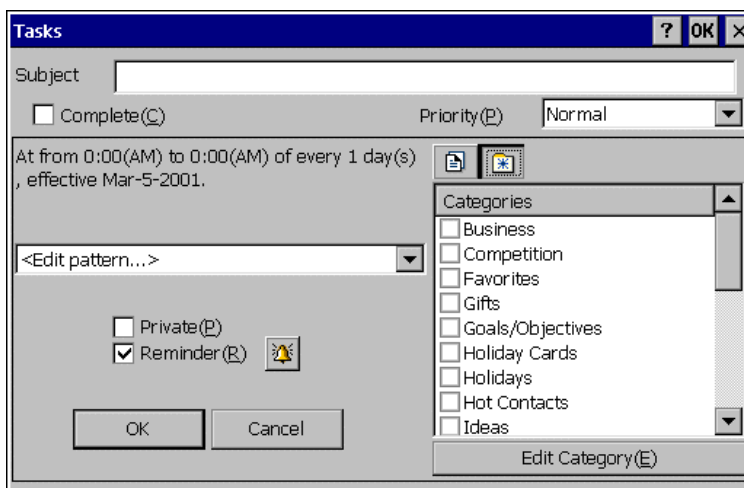 Tasks ? OK ×
Subject
Complete(C) Priority(P) Normal
At from 0:00(AM) to 0:00(AM) of every 1 day(s)
, effective Mar-5-2001.
<Edit pattern...>
Private(P)
Reminder(R)
OK Cancel
Categories
Business
Competition
Favorites
Gifts
Goals/Objectives
Holiday Cards
Holidays
Hot Contacts
Ideas
Edit Category(E)